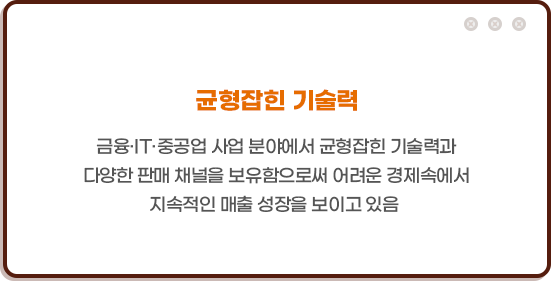 균형잡힌 기술력
금융·IT·중공업 사업 분야에서 균형잡힌 기술력과
다양한 판매 채널을 보유함으로써 어려운 경제속에서
지속적인 매출 성장을 보이고 있음